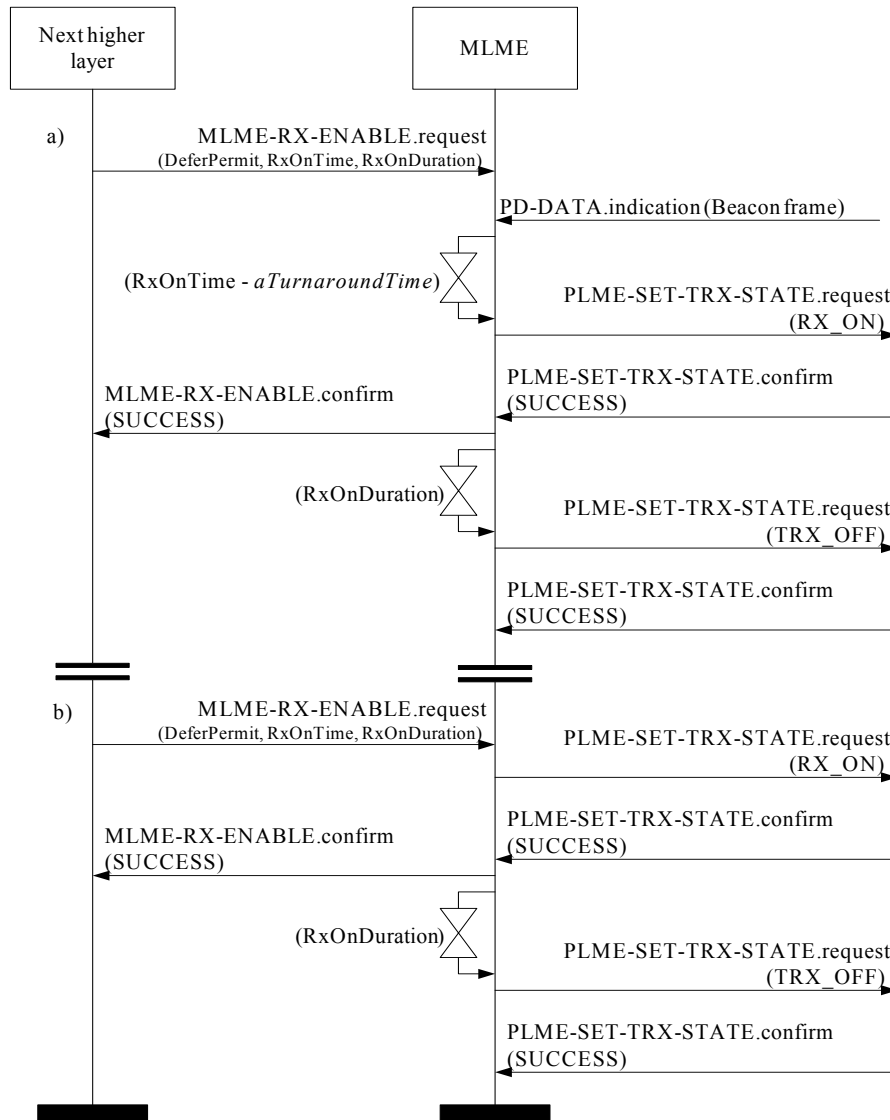 Next higher
layer
MLME
a)
MLME-RX-ENABLE.request
(DeferPermit, RxOnTime, RxOnDuration)
PD-DATA.indication (Beacon frame)
(RxOnTime - aTurnaroundTime)
PLME-SET-TRX-STATE.request
(RX_ON)
PLME-SET-TRX-STATE.confirm
(SUCCESS)
MLME-RX-ENABLE.confirm
(SUCCESS)
(RxOnDuration)
PLME-SET-TRX-STATE.request
(TRX_OFF)
PLME-SET-TRX-STATE.confirm
(SUCCESS)
b)
MLME-RX-ENABLE.request
(DeferPermit, RxOnTime, RxOnDuration)
PLME-SET-TRX-STATE.request
(RX_ON)
PLME-SET-TRX-STATE.confirm
(SUCCESS)
MLME-RX-ENABLE.confirm
(SUCCESS)
(RxOnDuration)
PLME-SET-TRX-STATE.request
(TRX_OFF)
PLME-SET-TRX-STATE.confirm
(SUCCESS)